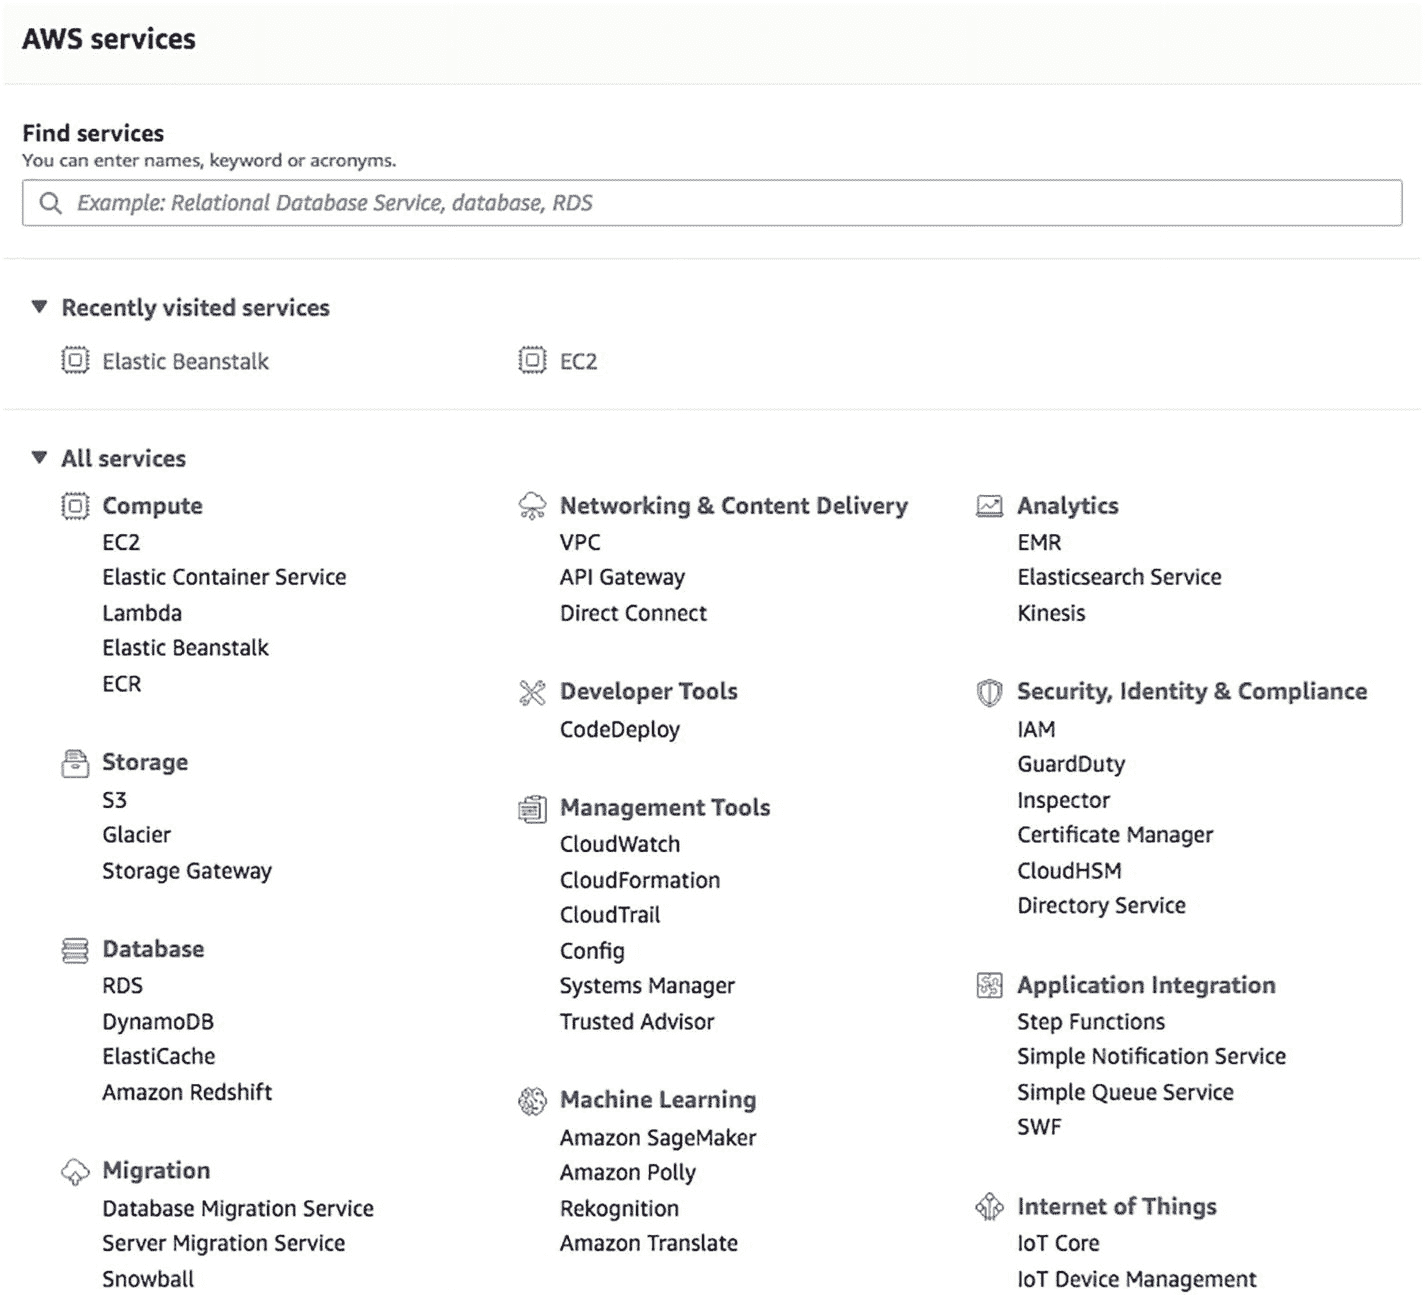 AWS services
Find services
You can enter names, keyword or acronyms.
Example: Relational Database Service, database, RDS
Recently visited services
Elastic Beanstalk
EC2
All services
Compute
EC2
Elastic Container Service
Lambda
Elastic Beanstalk
ECR
Storage
S3
Glacier
Storage Gateway
Database
RDS
DynamoDB
ElastiCache
Amazon Redshift
Migration
Database Migration Service
Server Migration Service
Snowball
Networking & Content Delivery
VPC
API Gateway
Direct Connect
Developer Tools
CodeDeploy
Management Tools
CloudWatch
CloudFormation
CloudTrail
Config
Systems Manager
Trusted Advisor
Machine Learning
Amazon SageMaker
Amazon Polly
Rekognition
Amazon Translate
Analytics
EMR
Elasticsearch Service
Kinesis
Security, Identity & Compliance
IAM
GuardDuty
Inspector
Certificate Manager
CloudHSM
Directory Service
Application Integration
Step Functions
Simple Notification Service
Simple Queue Service
SWF
Internet of Things
IoT Core
IoT Device Management